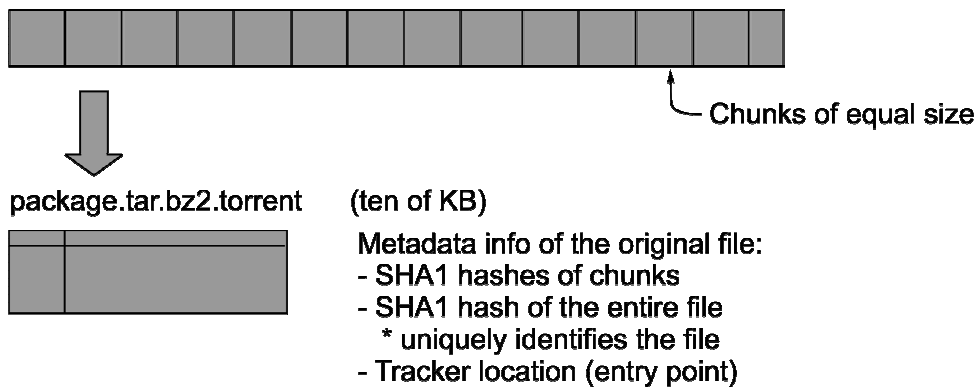 Chunks of equal size
package.tar.bz2.torrent (ten of KB)
Metadata info of the original file:
- SHA1 hashes of chunks
- SHA1 hash of the entire file
* uniquely identifies the file
- Tracker location (entry point)